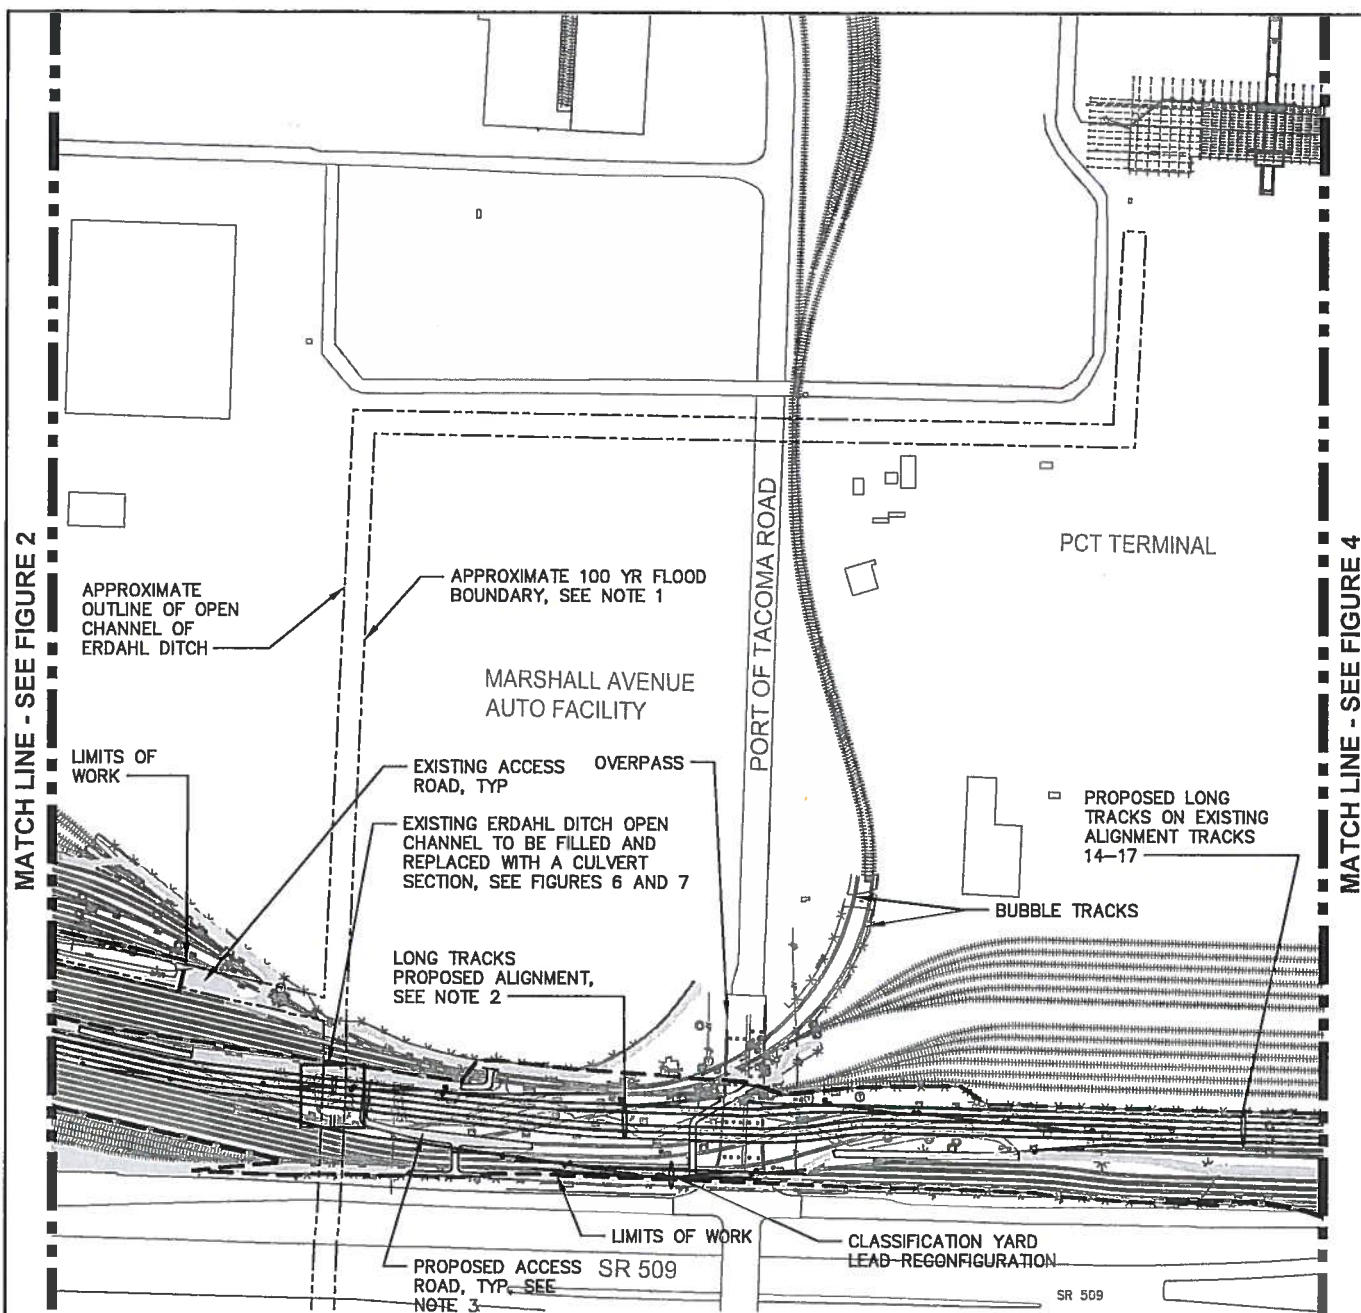 MATCH LINE - SEE FIGURE 2
MATCH LINE - SEE FIGURE 4
PORT OF TACOMA ROAD
PCT TERMINAL
APPROXIMATE
OUTLINE OF OPEN
CHANNEL OF
ERDAHL DITCH
APPROXIMATE 100 YR FLOOD
BOUNDARY, SEE NOTE 1
MARSHALL AVENUE
AUTO FACILITY
LIMITS OF
WORK
EXISTING ACCESS
ROAD, TYP
OVERPASS
EXISTING ERDAHL DITCH OPEN
CHANNEL TO BE FILLED AND
REPLACED WITH A CULVERT
SECTION, SEE FIGURES 6 AND 7
PROPOSED LONG
TRACKS ON EXISTING
ALIGNMENT TRACKS
14-17
BUBBLE TRACKS
LONG TRACKS
PROPOSED ALIGNMENT,
SEE NOTE 2
LIMITS OF WORK
CLASSIFICATION YARD
LEAD REGONFIGURATION
PROPOSED ACCESS
ROAD, TYP, SEE
NOTE 3
SR 509
SR 509